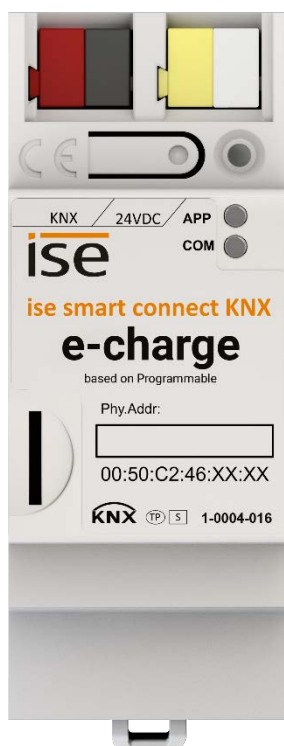 CE
KNX / 24VDC / APP
COM
ise
ise smart connect KNX
e-charge
based on Programmable
Phy.Addr:
00:50:C2:46:XX:XX
KNX TP S 1-0004-016